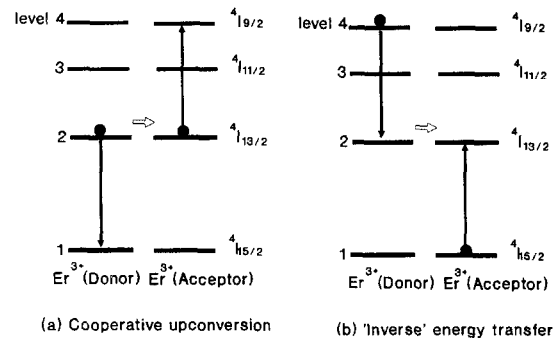 level 4
⁴I9/2
3
⁴I11/2
2
⁴I13/2
1
⁴I15/2
Er³⁺(Donor) Er³⁺(Acceptor)
(a) Cooperative upconversion
level 4
⁴I9/2
3
⁴I11/2
2
⁴I13/2
1
⁴I15/2
Er³⁺(Donor) Er³⁺(Acceptor)
(b) 'Inverse' energy transfer